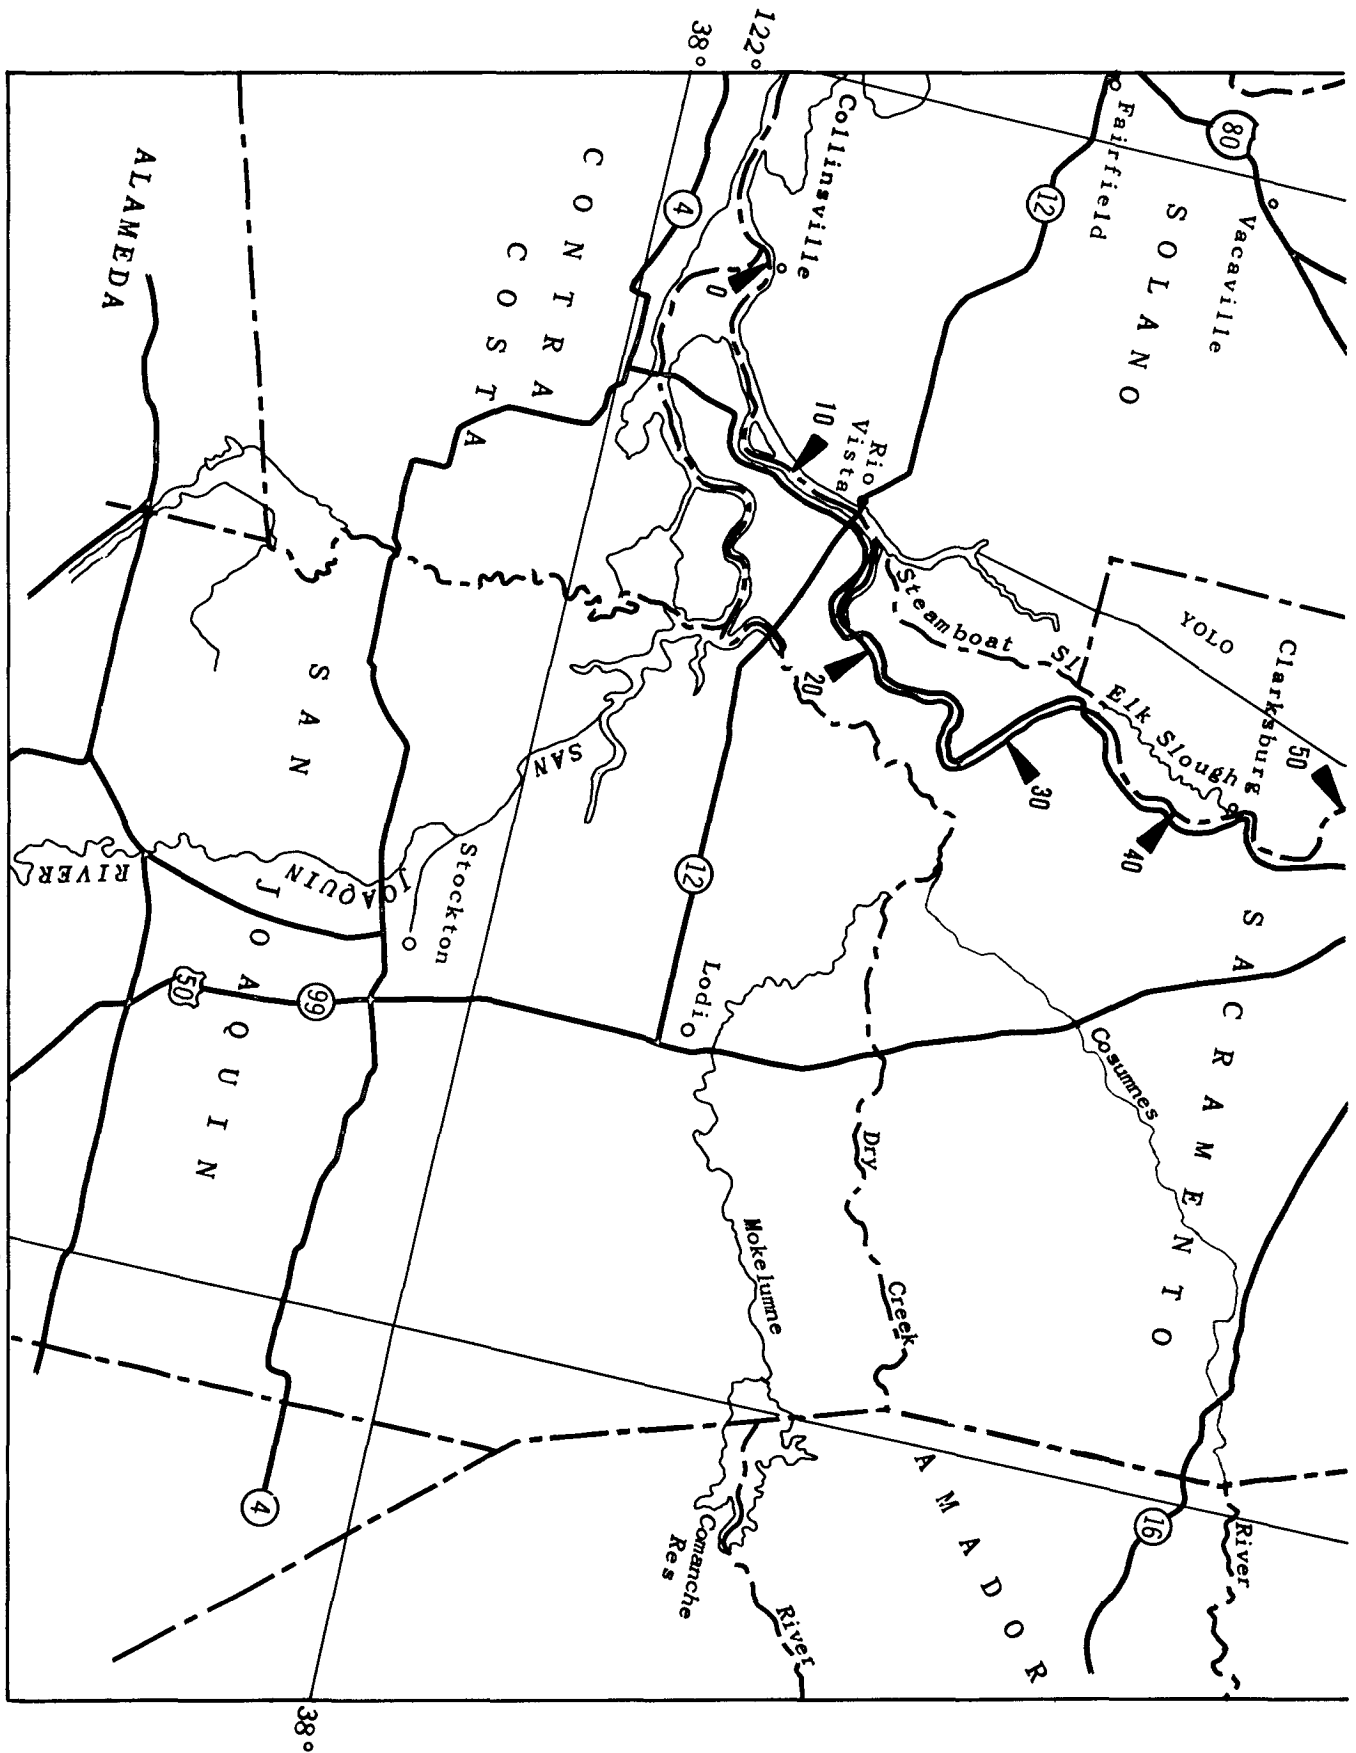 38°
122°
80
Fairfield
Vacaville
Collinsville
12
SOLANO
4
0
CONTRA
COSTA
ALAMEDA
10
Rio
Vista
Steamboat Sl
YOLO
Clarksburg
Elk Slough
50
20
30
40
SAN JOAQUIN
SAN JOAQUIN RIVER
Stockton
12
Lodi
99
50
SACRAMENTO
Cosumnes River
Dry Creek
Mokelumne River
Comanche
Res
AMADOR
16
4
38°